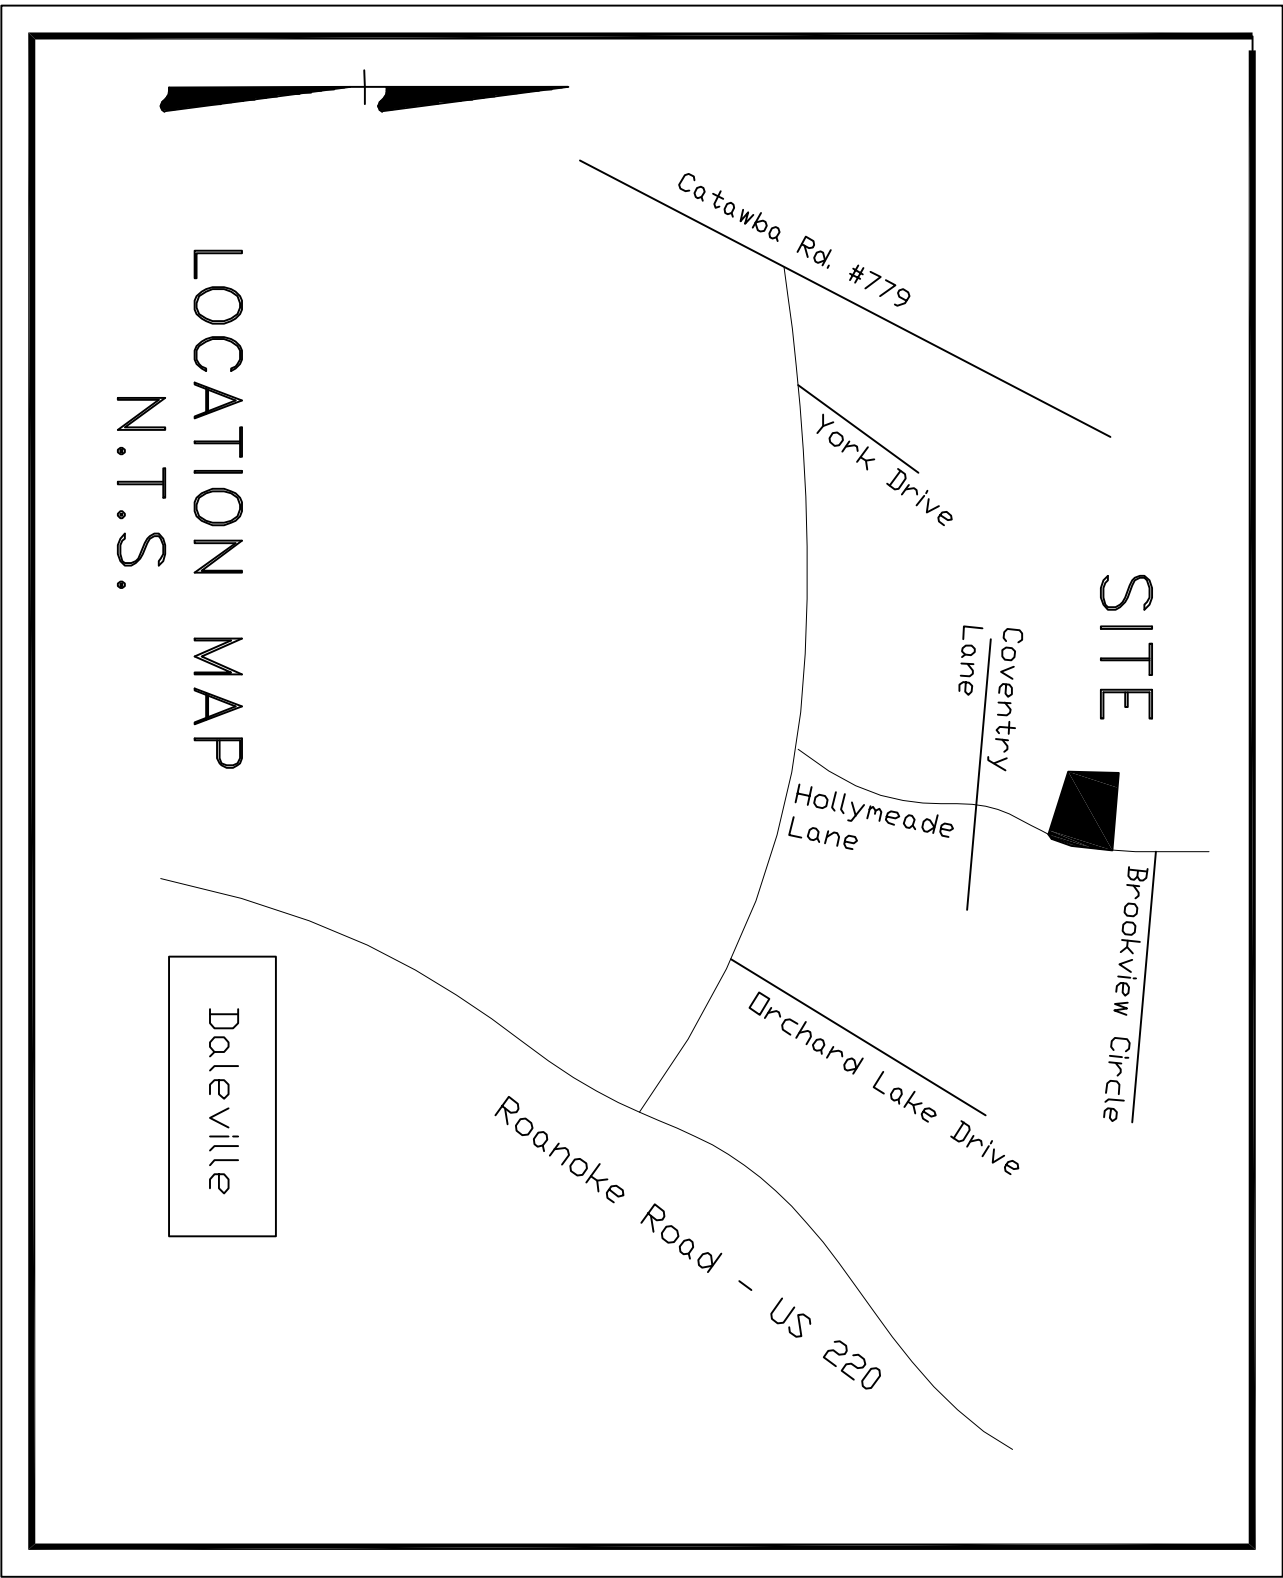 SITE
Coventry
Lane
Brookview Circle
Catawba Rd. #779
York Drive
Hollymeade
Lane
Orchard Lake Drive
Roanoke Road - US 220
LOCATION MAP
N.T.S.
Daleville